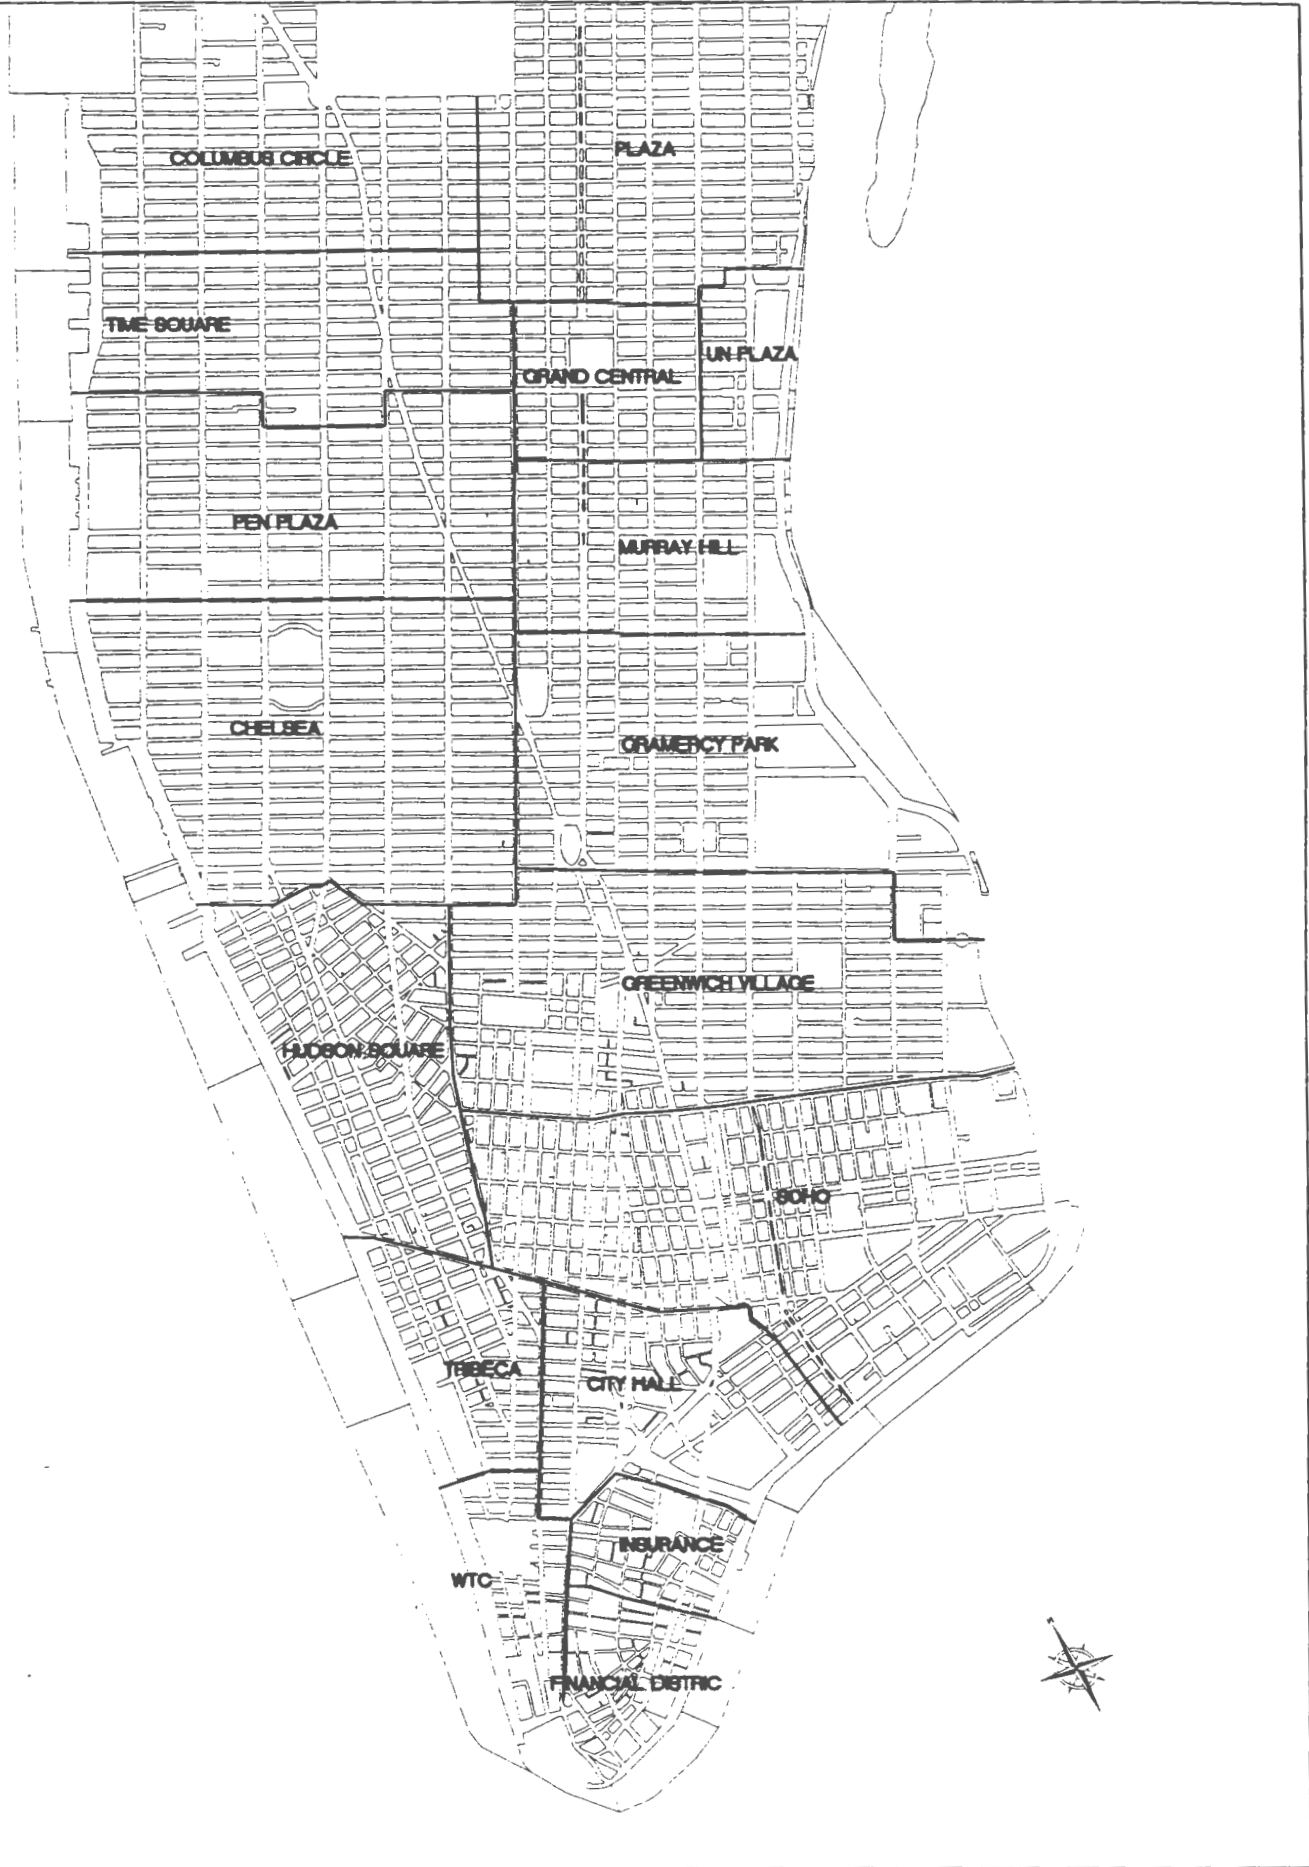 COLUMBUS CIRCLE
PLAZA
TIME SQUARE
UN PLAZA
GRAND CENTRAL
PEN PLAZA
MURRAY HILL
CHELSEA
GRAMERCY PARK
GREENWICH VILLAGE
HUDSON SQUARE
SOHO
TRIBECA
CITY HALL
INSURANCE
WTC
FINANCIAL DISTRIC